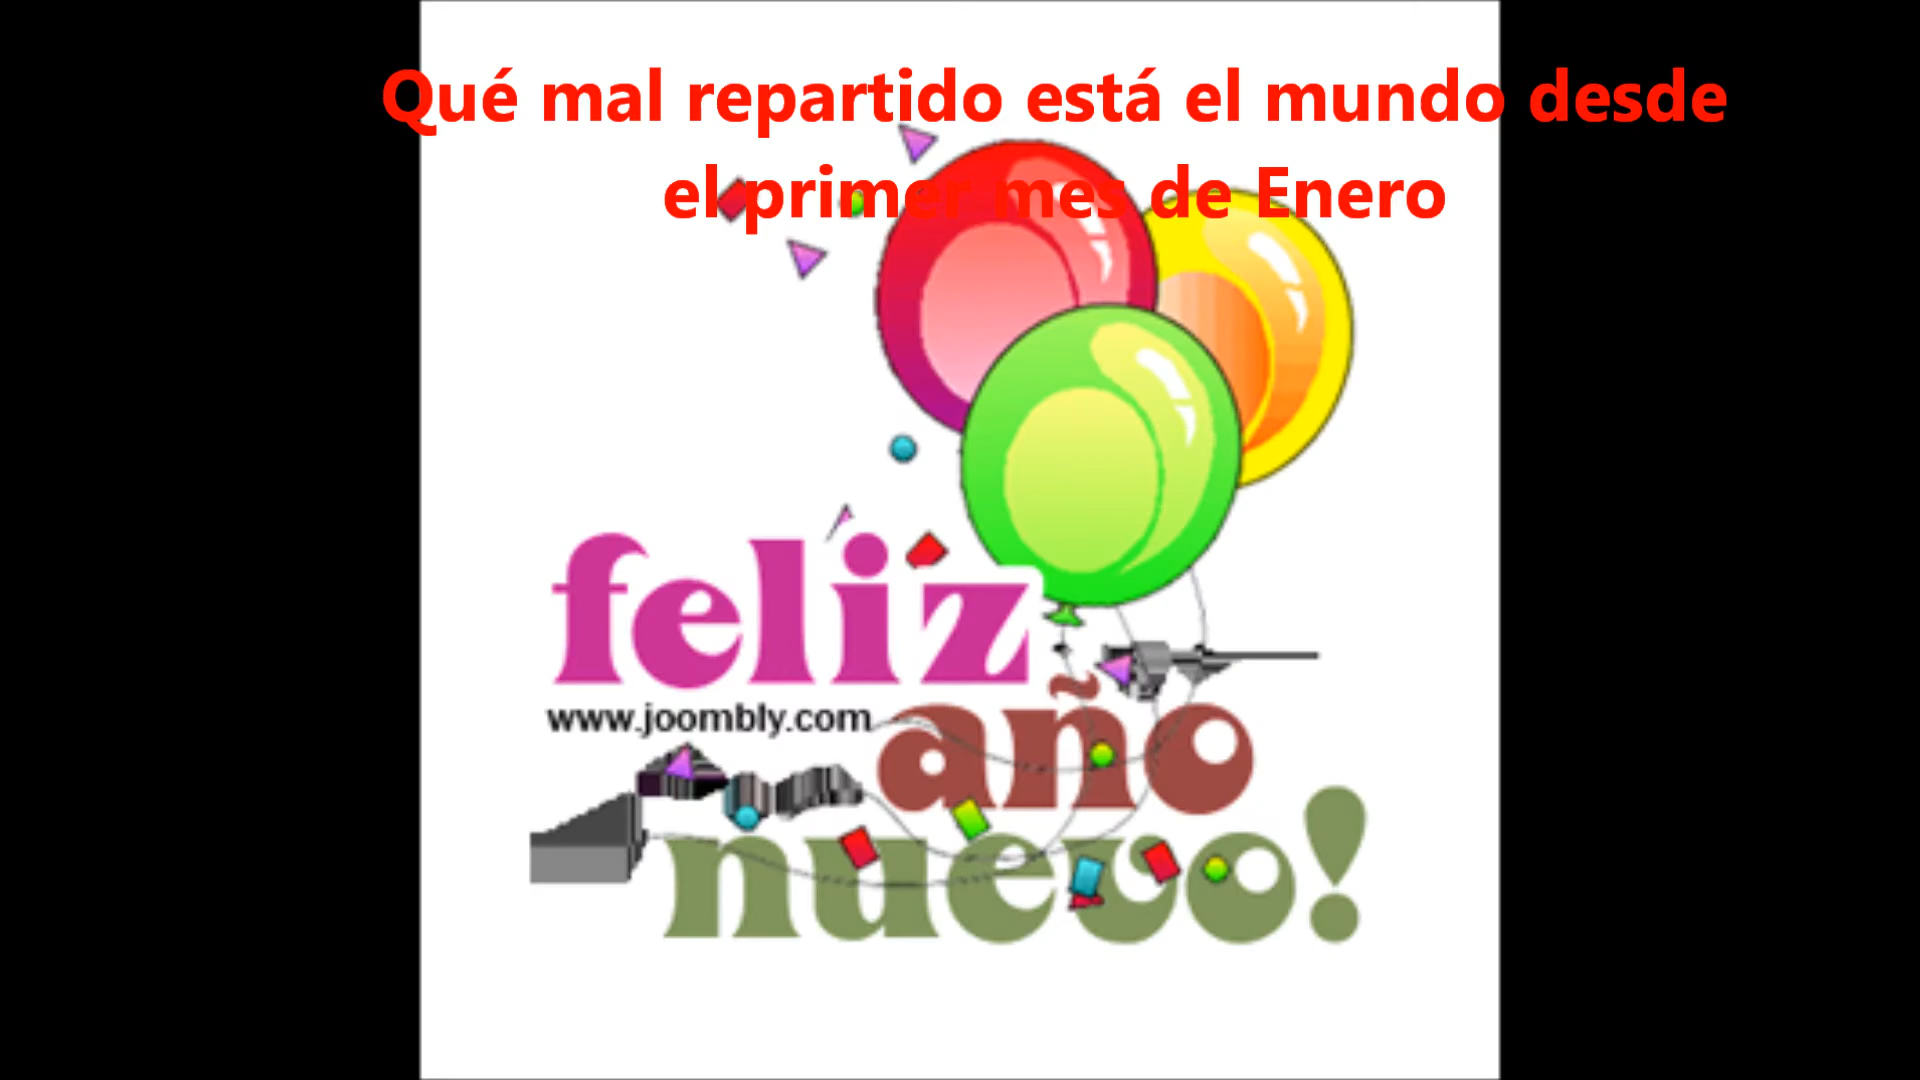 Qué mal repartido está el mundo desde
el primer mes de Enero
feliz
www.joombly.com
año
nuevo!